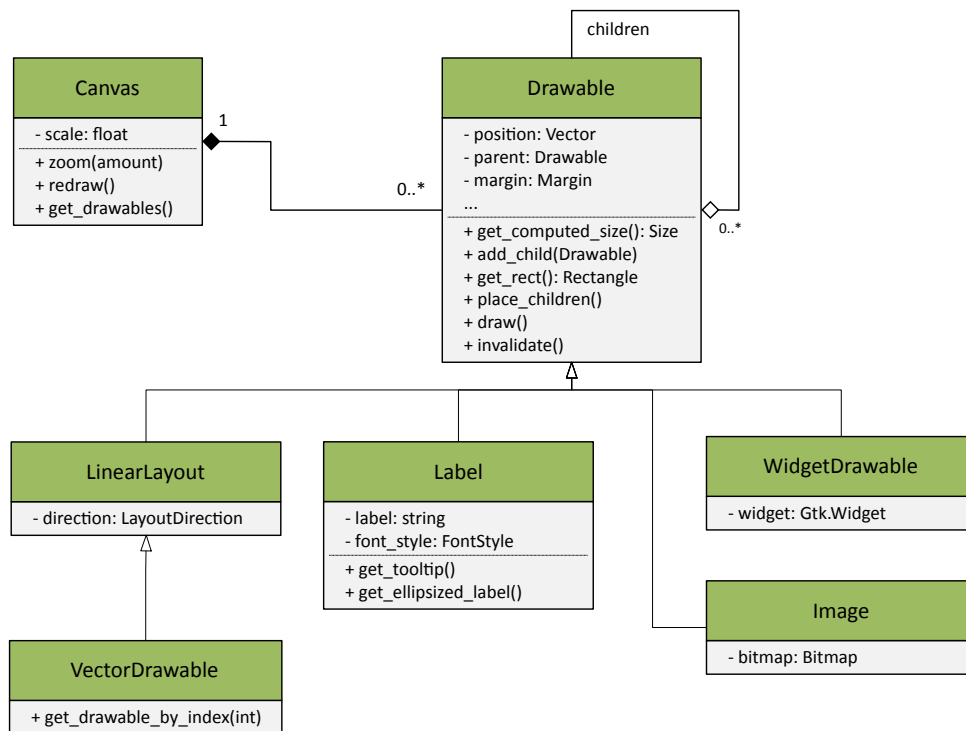 children
Canvas
- scale: float
+ zoom(amount)
+ redraw()
+ get_drawables()
1
0..*
Drawable
- position: Vector
- parent: Drawable
- margin: Margin
...
+ get_computed_size(): Size
+ add_child(Drawable)
+ get_rect(): Rectangle
+ place_children()
+ draw()
+ invalidate()
0..*
LinearLayout
- direction: LayoutDirection
Label
- label: string
- font_style: FontStyle
+ get_tooltip()
+ get_ellipsized_label()
WidgetDrawable
- widget: Gtk.Widget
Image
- bitmap: Bitmap
VectorDrawable
+ get_drawable_by_index(int)